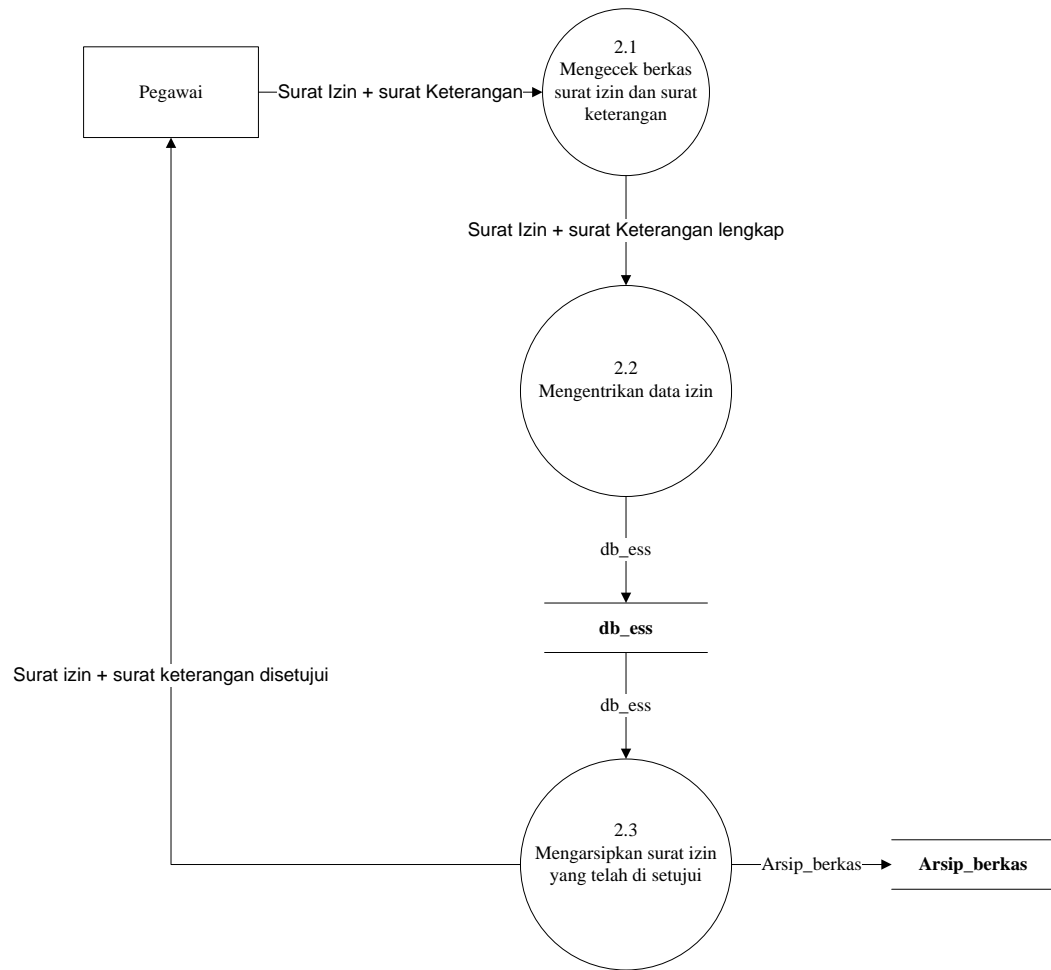 2.1
Mengecek berkas
surat izin dan surat
keterangan
Pegawai
Surat Izin + surat Keterangan
Surat Izin + surat Keterangan lengkap
2.2
Mengentrikan data izin
db_ess
db_ess
Surat izin + surat keterangan disetujui
db_ess
2.3
Mengarsipkan surat izin
yang telah di setujui
Arsip_berkas
Arsip_berkas